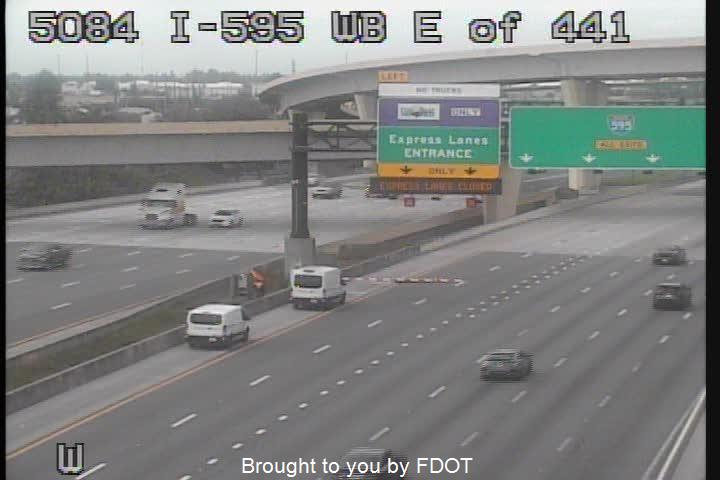 5084 I-595 WB E of 441
LEFT
NO TRUCKS
SUNPASS ONLY
Express Lanes
ENTRANCE
ONLY
EXPRESS LANES CLOSED
595
ALL EXITS
W
Brought to you by FDOT